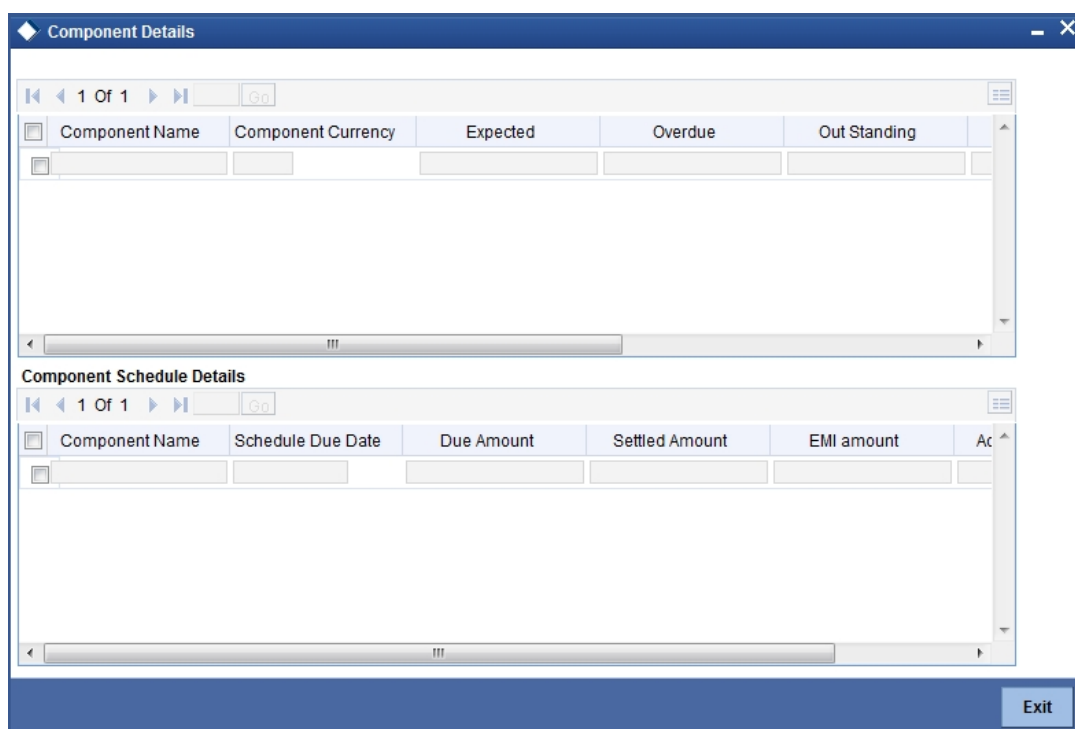 Component Details
1 Of 1 Go
Component Name Component Currency Expected Overdue Out Standing
Component Schedule Details
1 Of 1 Go
Component Name Schedule Due Date Due Amount Settled Amount EMI amount
Exit